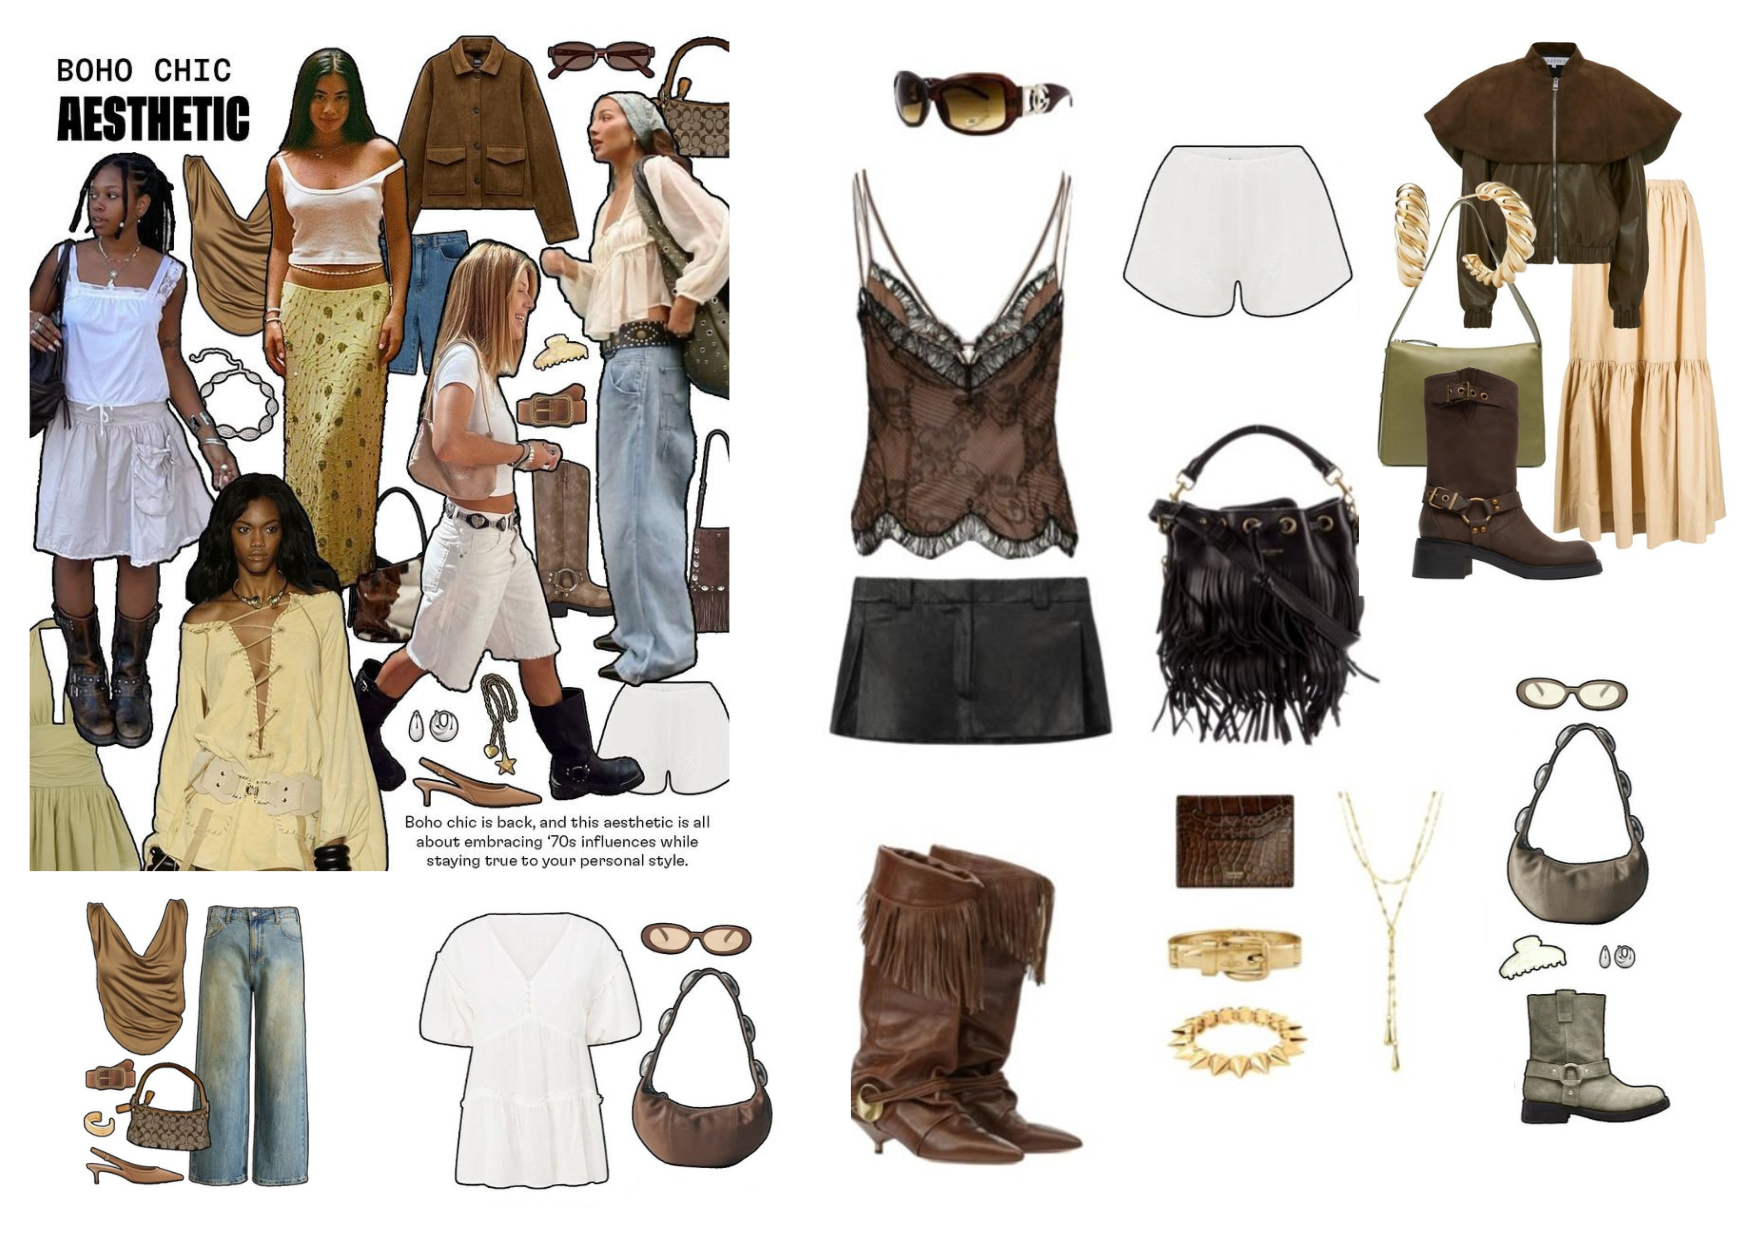 BOHO CHIC
AESTHETIC
Boho chic is back, and this aesthetic is all
about embracing ‘70s influences while
staying true to your personal style.